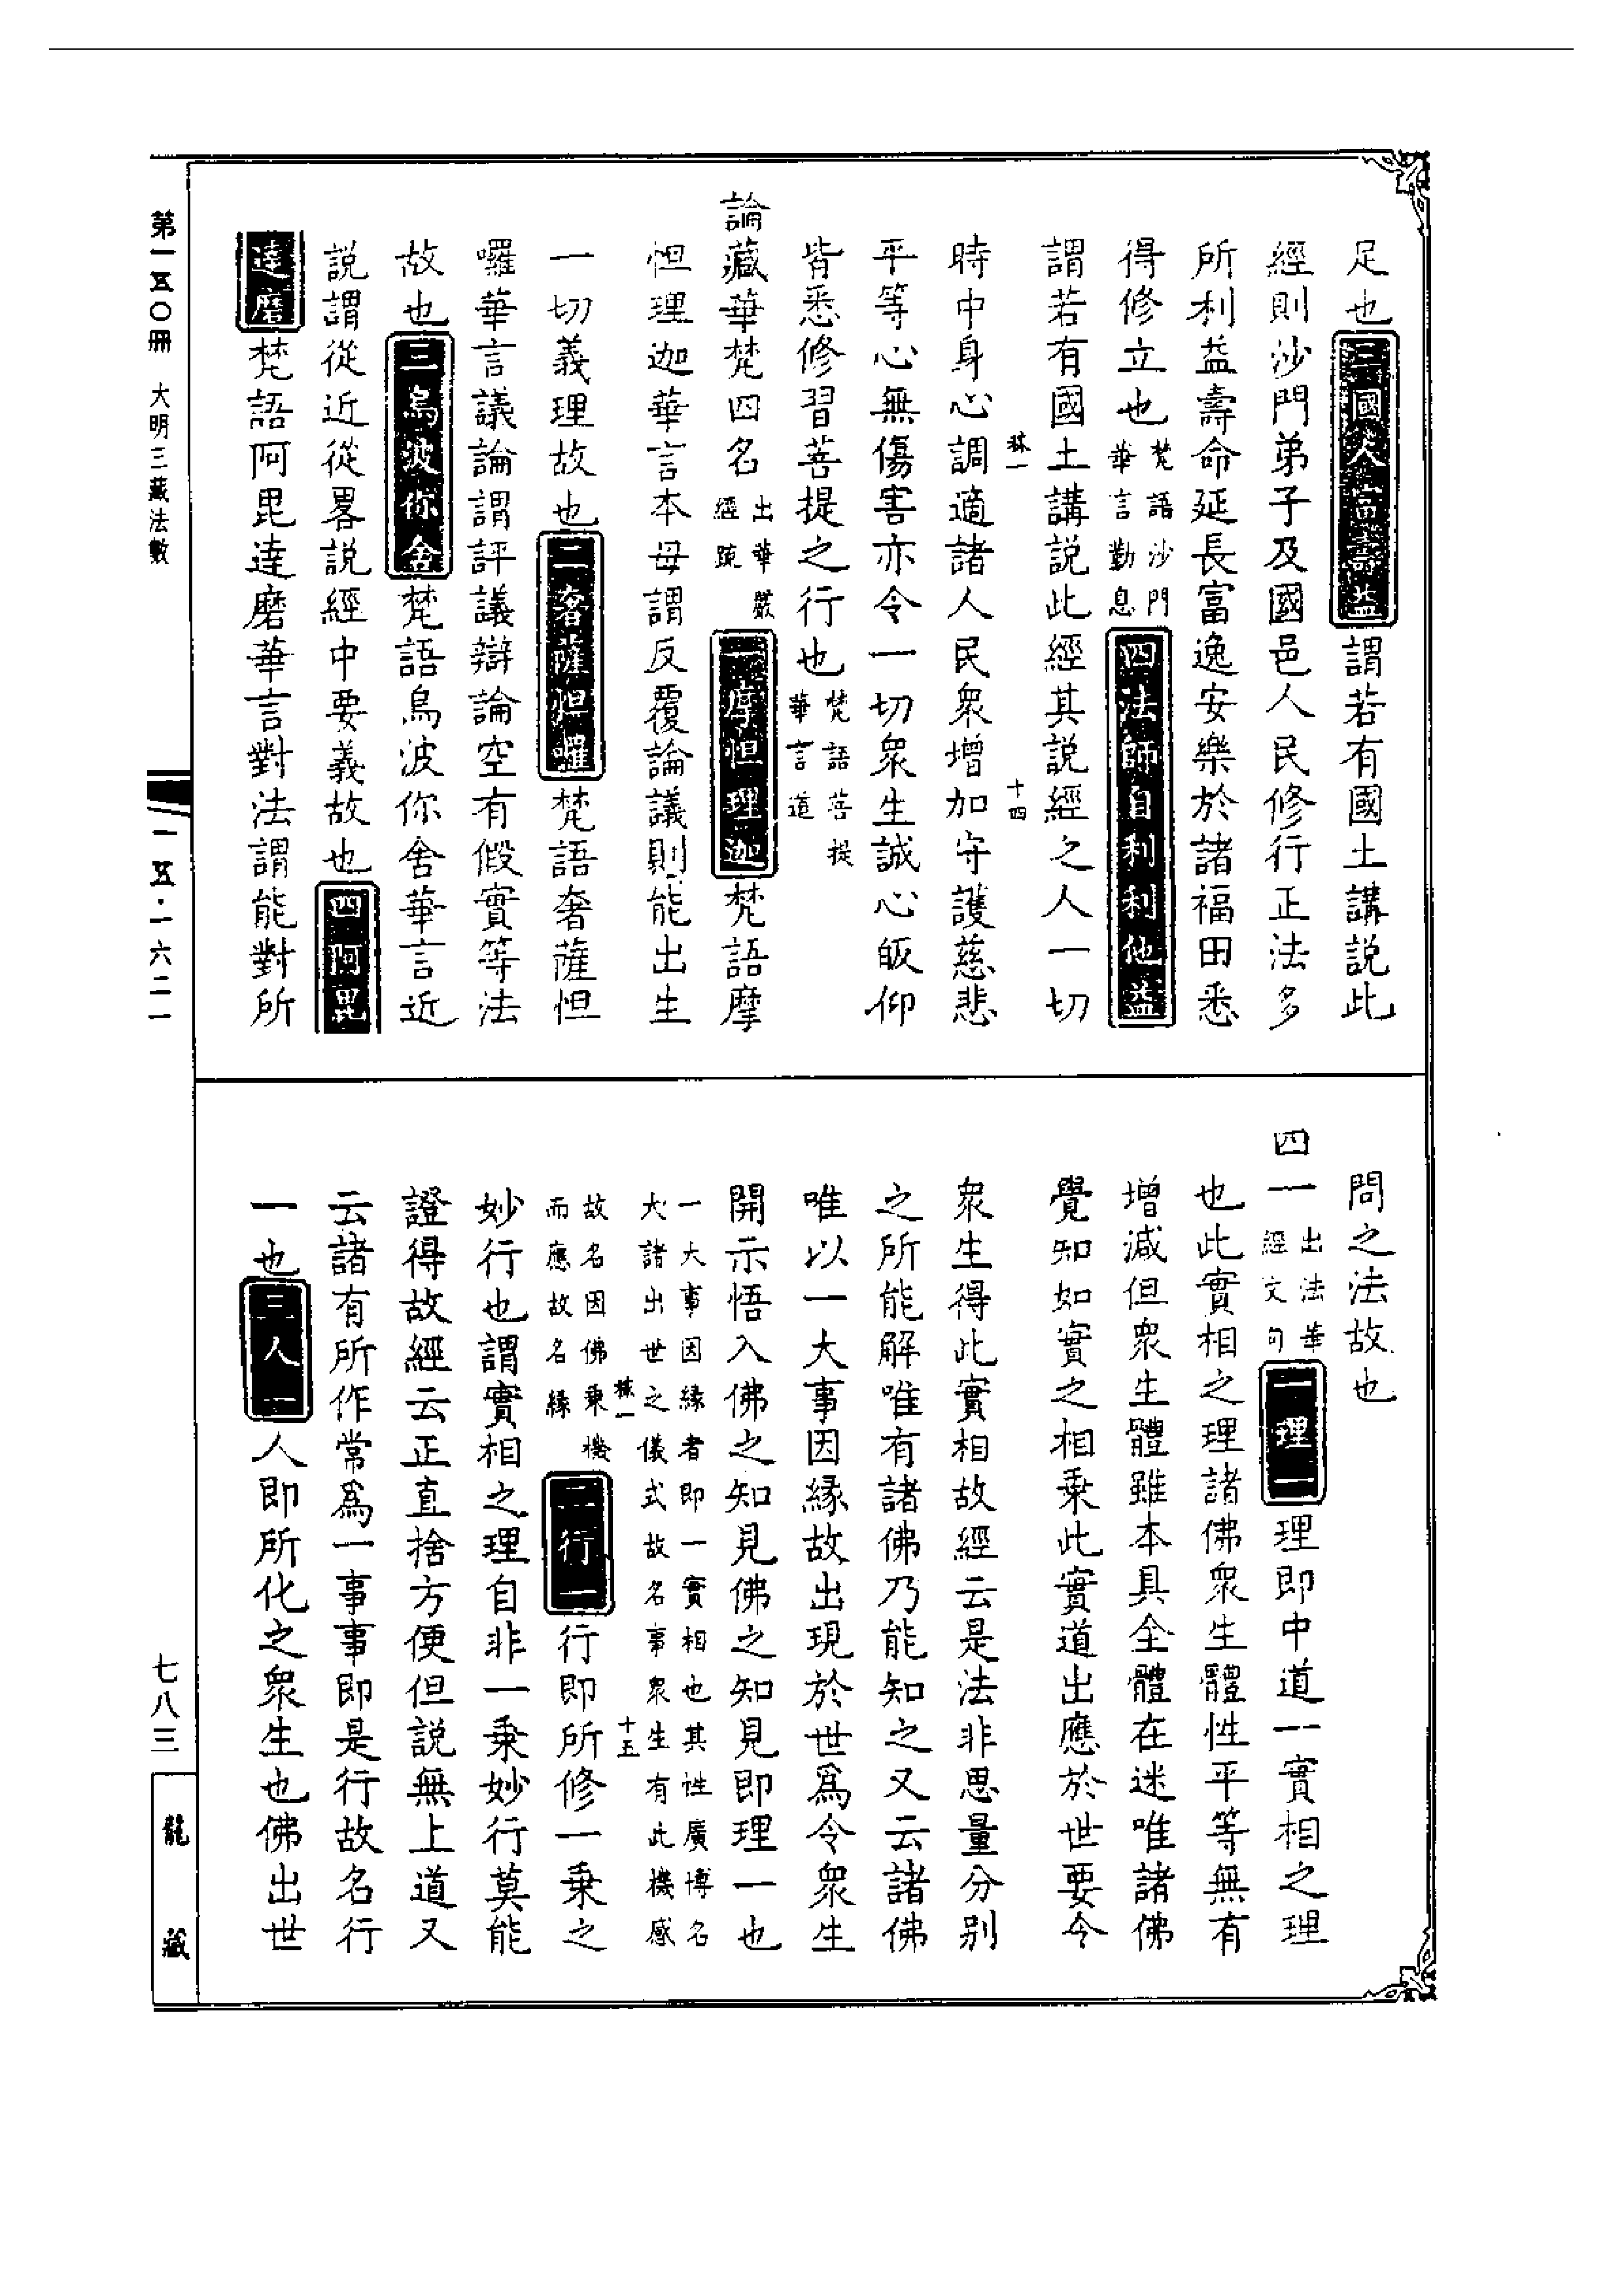 足也三國人益壽益謂若有國土講説此
經則沙門弟子及國邑人民修行正法多
所利益壽命延長富逸安樂於諸福田悉
得修立也梵語沙門華言勤息四法師自利利他益
謂若有國土講説此經其説經之人一切
林一 十四
時中身心調適諸人民衆增加守護慈悲
平等心無傷害亦令一切衆生誠心皈仰
皆悉修習菩提之行也梵語菩提華言道
論藏華梵四名出華嚴經疏一摩怛理迦梵語摩
怛理迦華言本母謂反覆論議則能出生
一切義理故也二奢薩怛囉梵語奢薩怛
囉華言議論謂評議辯論空有假實等法
故也三烏波你舍梵語烏波你舍華言近
説謂從近從畧説經中要義故也四阿毘
達磨梵語阿毘達磨華言對法謂能對所
問之法故也
四一出法華經文句一理一理即中道一實相之理
也此實相之理諸佛衆生體性平等無有
增減但衆生體雖本具全體在迷唯諸佛
覺知如實之相乗此實道出應於世要令
衆生得此實相故經云是法非思量分别
之所能解唯有諸佛乃能知之又云諸佛
唯以一大事因縁故出現於世爲令衆生
開示悟入佛之知見佛之知見即理一也
一大事因縁者即一實相也其性廣博名
大諸出世之儀式故名事衆生有此機感
林一 十五
故名因佛乗機而應故名縁二行一行即所修一乗之
妙行也謂實相之理自非一乗妙行莫能
證得故經云正直捨方便但説無上道又
云諸有所作常爲一事事即是行故名行
一也三人一人即所化之衆生也佛出世
第一五〇冊 大明三藏法數
一五·一六二一
七八三
龍藏